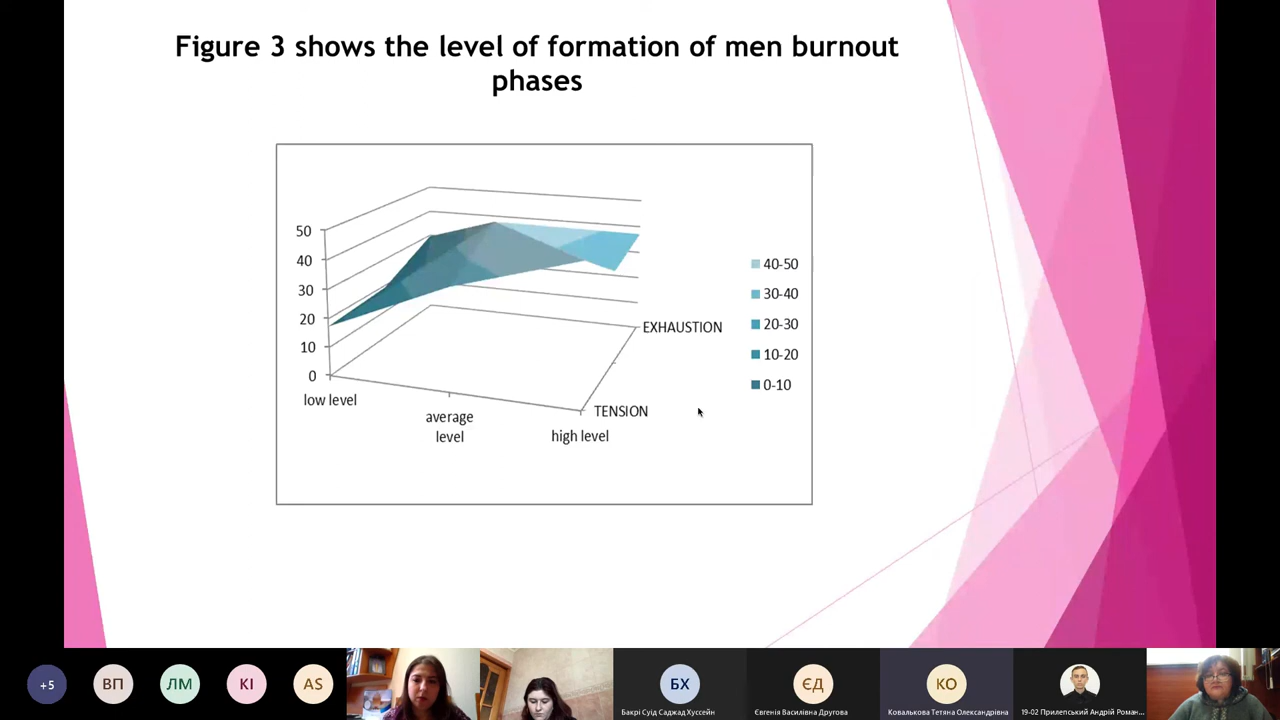 Figure 3 shows the level of formation of men burnout
phases
50
40
30
20
10
0
low level
average
level
high level
EXHAUSTION
TENSION
40-50
30-40
20-30
10-20
0-10
+5
ВП
ЛМ
КІ
AS
БХ
Бакрі Суід Саджад Хуссейн
ЄД
Євгенія Василівна Другова
КО
Ковалькова Тетяна Олександрівна
19-02 Прилепський Андрій Роман...